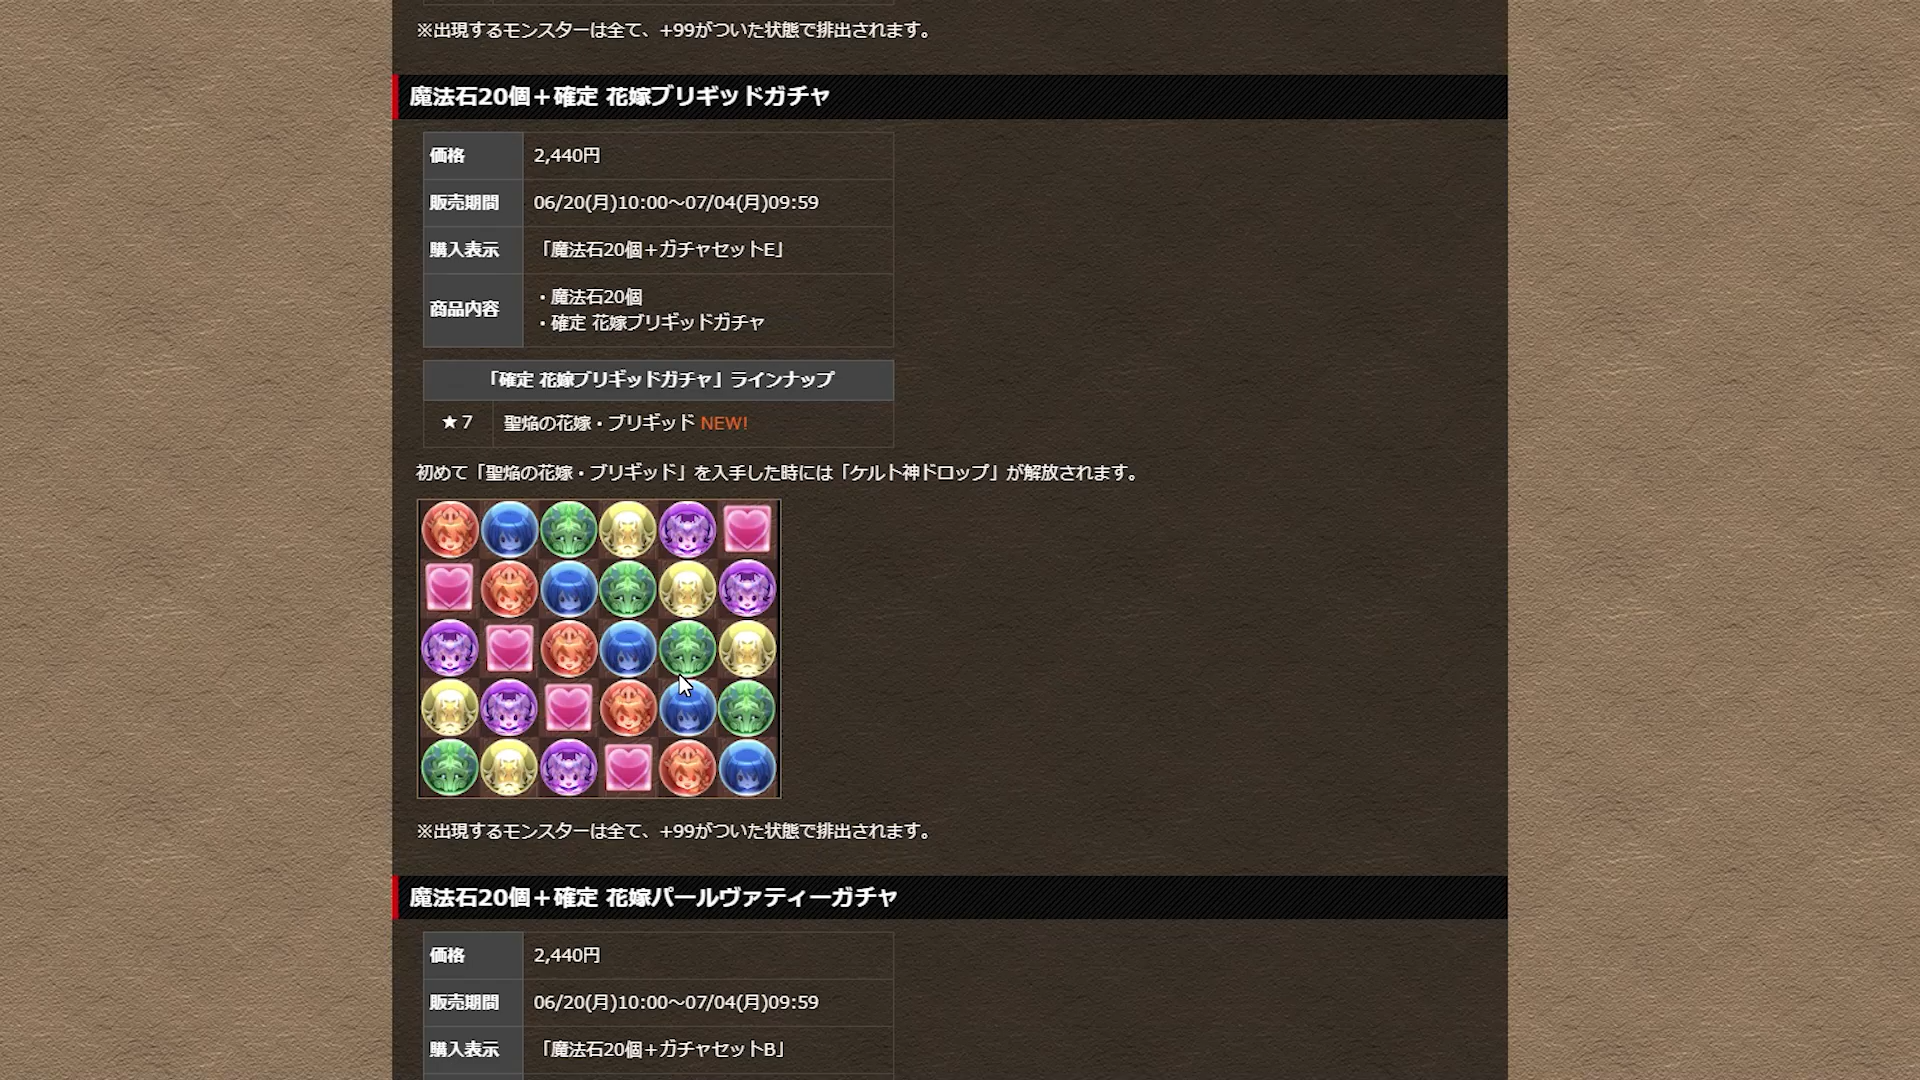 ※出現するモンスターは全て、+99がついた状態で排出されます。
魔法石20個＋確定 花嫁ブリギッドガチャ
価格 2,440円
販売期間 06/20(月)10:00～07/04(月)09:59
購入表示 「魔法石20個＋ガチャセットE」
商品内容 ・魔法石20個
・確定 花嫁ブリギッドガチャ
「確定 花嫁ブリギッドガチャ」ラインナップ
★７ 聖焔の花嫁・ブリギッド NEW!
初めて「聖焔の花嫁・ブリギッド」を入手した時には「ケルト神ドロップ」が解放されます。
※出現するモンスターは全て、+99がついた状態で排出されます。
魔法石20個＋確定 花嫁パールヴァティーガチャ
価格 2,440円
販売期間 06/20(月)10:00～07/04(月)09:59
購入表示 「魔法石20個＋ガチャセットB」